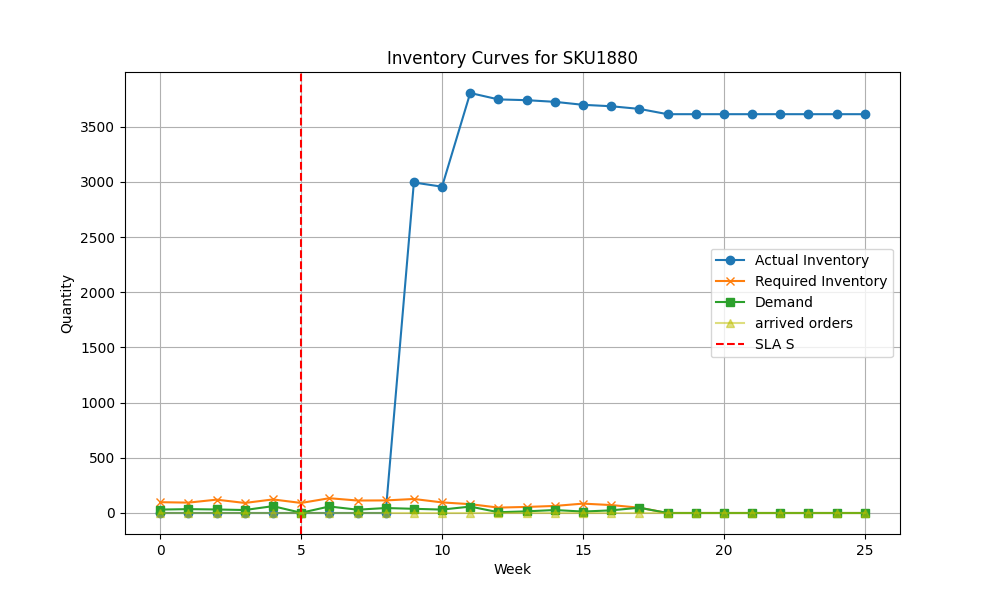 Inventory Curves for SKU1880
3500
3000
2500
2000
1500
1000
500
0
Quantity
Actual Inventory
Required Inventory
Demand
arrived orders
SLA S
0 5 10 15 20 25
Week